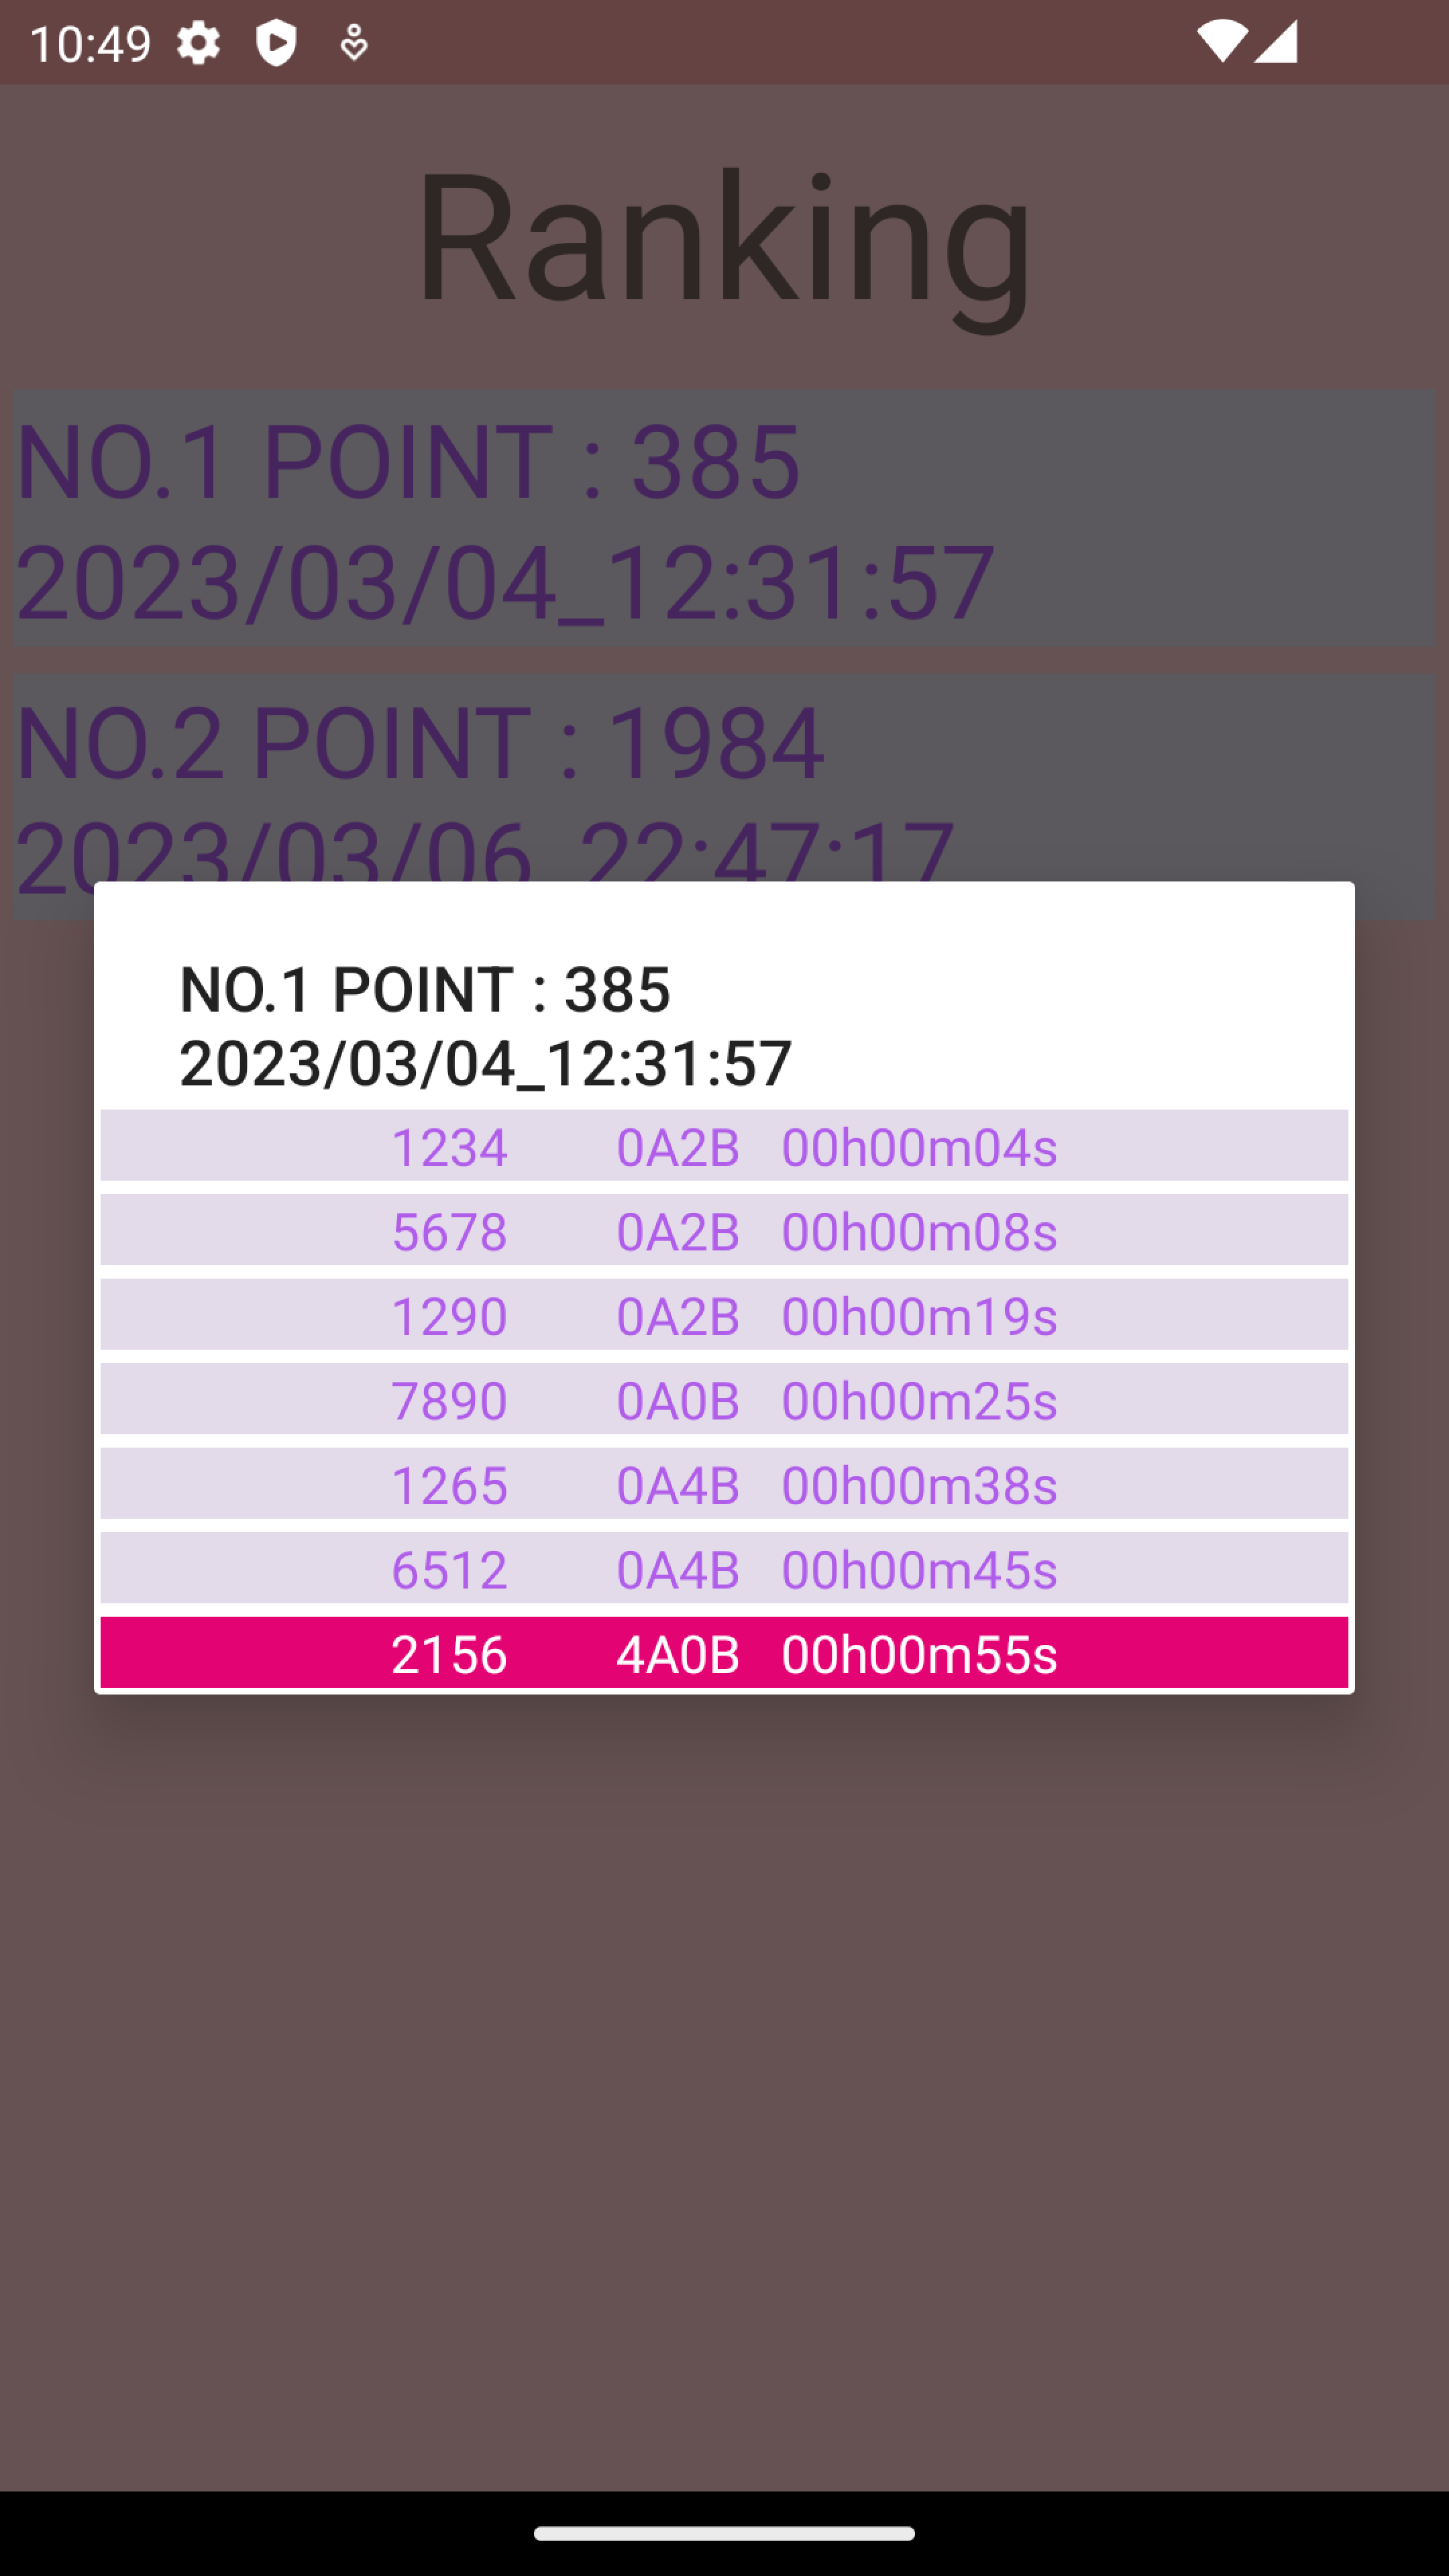 10:49
Ranking
NO.1 POINT : 385
2023/03/04_12:31:57
NO.2 POINT : 1984
2023/03/06_22:47:17
NO.1 POINT : 385
2023/03/04_12:31:57
1234 0A2B 00h00m04s
5678 0A2B 00h00m08s
1290 0A2B 00h00m19s
7890 0A0B 00h00m25s
1265 0A4B 00h00m38s
6512 0A4B 00h00m45s
2156 4A0B 00h00m55s